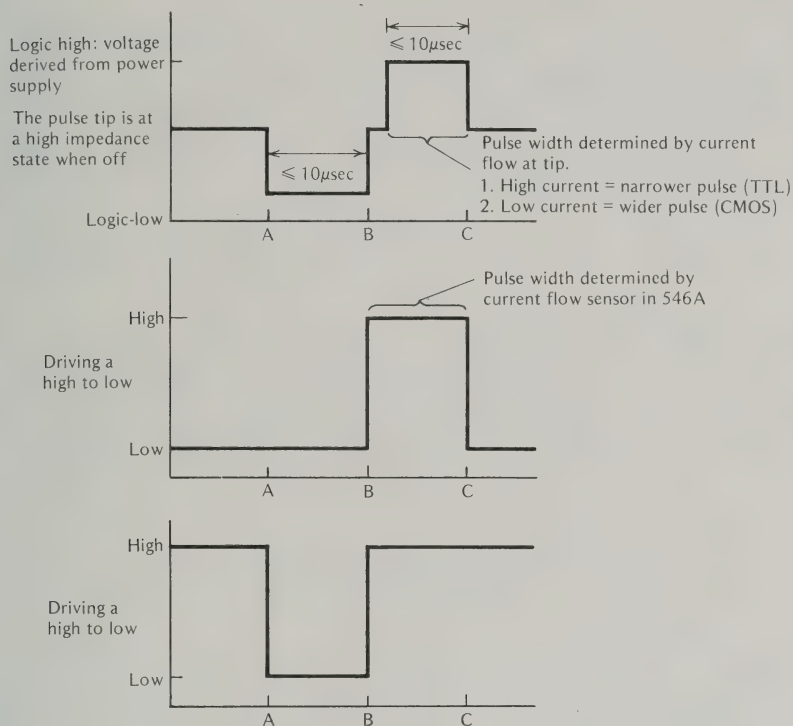 ≤ 10μsec
Logic high: voltage
derived from power
supply
The pulse tip is at
a high impedance
state when off
≤ 10μsec
Pulse width determined by current
flow at tip.
1. High current = narrower pulse (TTL)
2. Low current = wider pulse (CMOS)
Logic-low
A B C
Pulse width determined by
current flow sensor in 546A
High
Driving a
high to low
Low
A B C
High
Driving a
high to low
Low
A B C